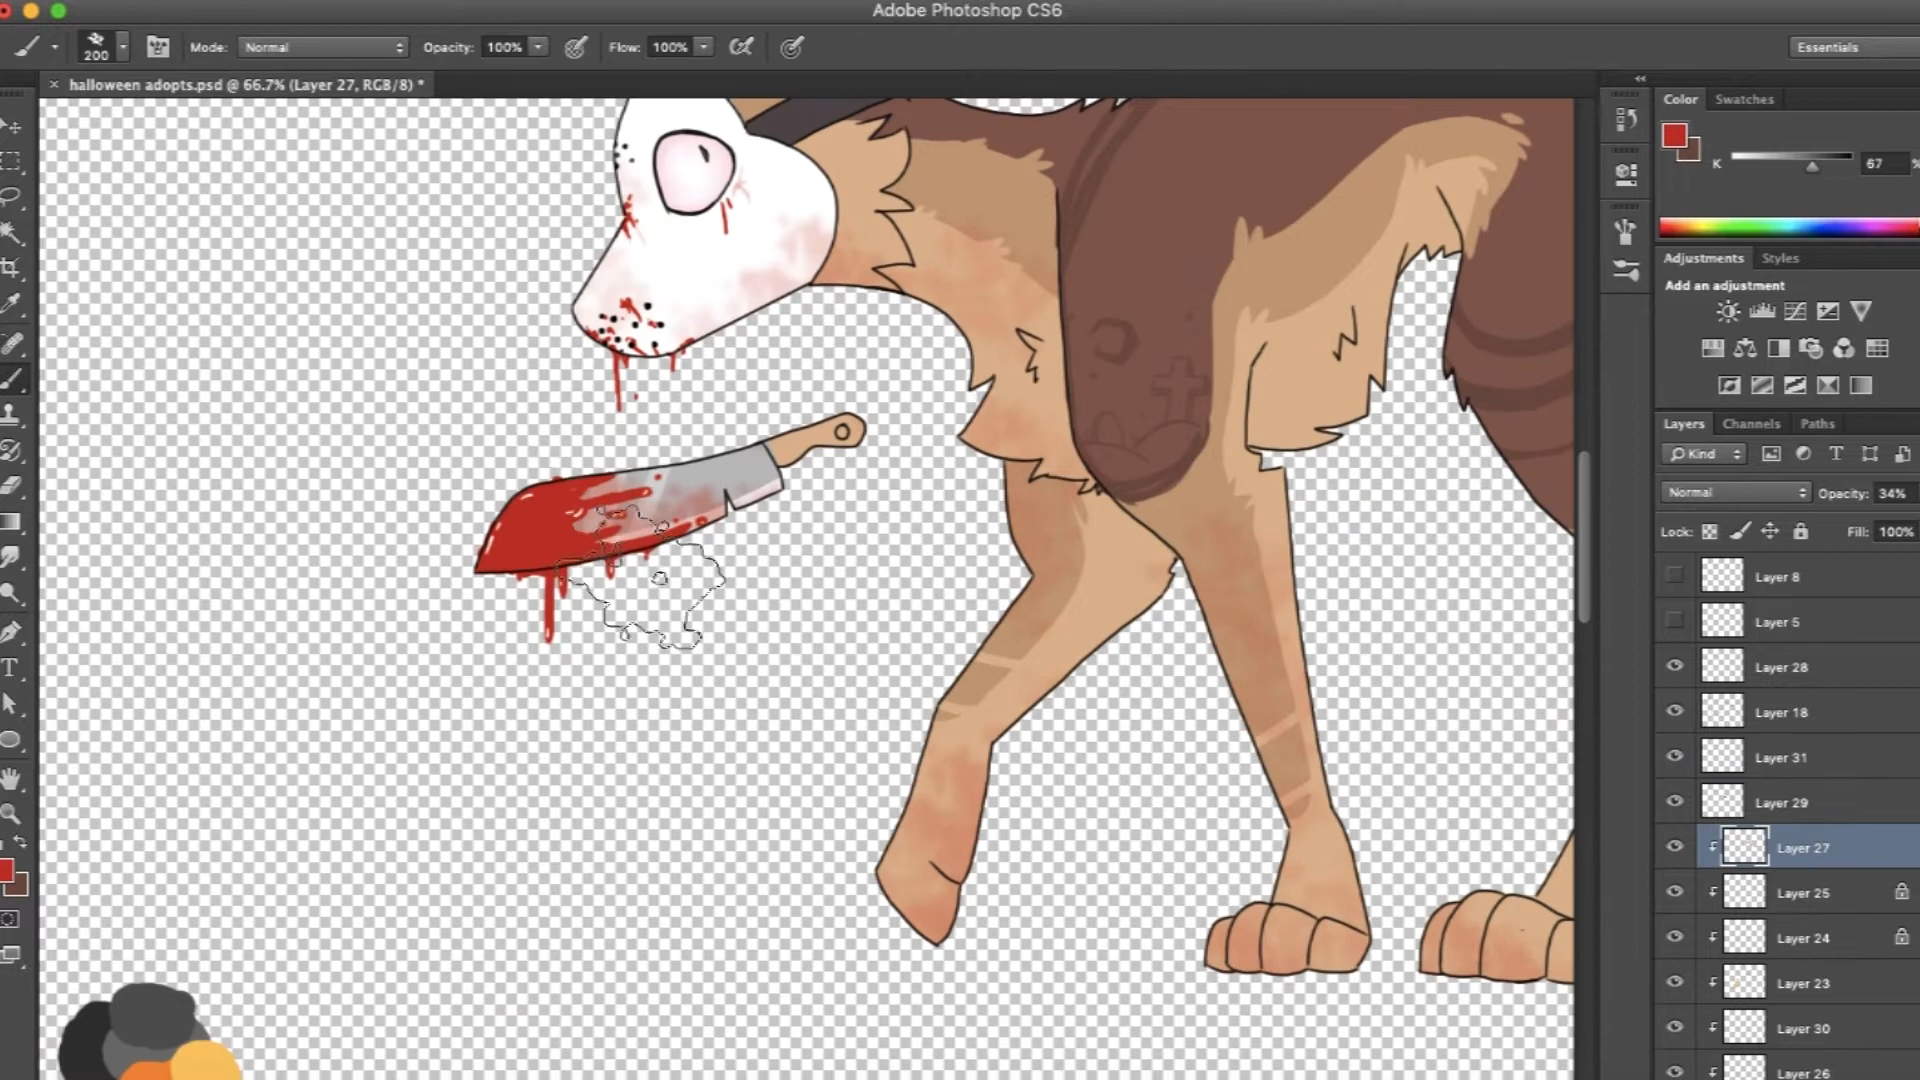 Adobe Photoshop CS6
200
Mode: Normal
Opacity: 100%
Flow: 100%
Essentials
× halloween adopts.psd @ 66.7% (Layer 27, RGB/8) *
Color Swatches
K 67 %
Adjustments Styles
Add an adjustment
Layers Channels Paths
Kind
Normal Opacity: 34%
Lock: Fill: 100%
Layer 8
Layer 5
Layer 28
Layer 18
Layer 31
Layer 29
Layer 27
Layer 25
Layer 24
Layer 23
Layer 30
Layer 26